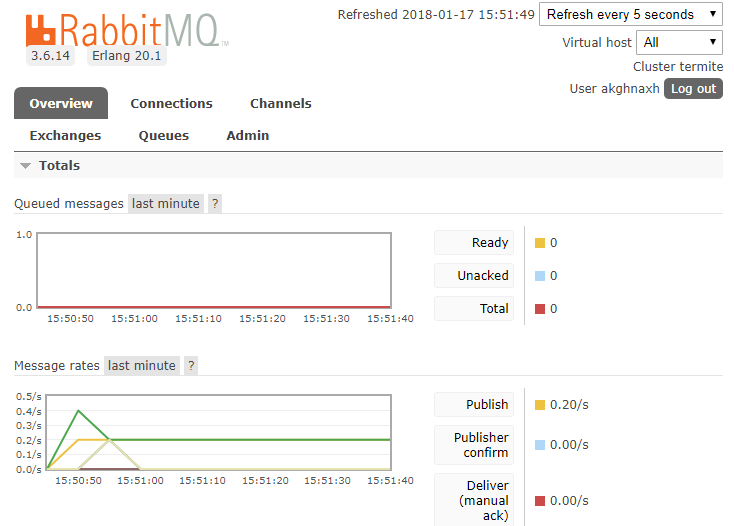 Refreshed 2018-01-17 15:51:49 Refresh every 5 seconds
RabbitMQ TM
3.6.14 Erlang 20.1
Virtual host All
Cluster termite
User akghnaxh Log out
Overview Connections Channels
Exchanges Queues Admin
Totals
Queued messages last minute ?
1.0
0.0
15:50:50 15:51:00 15:51:10 15:51:20 15:51:30 15:51:40
Ready 0
Unacked 0
Total 0
Message rates last minute ?
0.5/s
0.4/s
0.3/s
0.2/s
0.1/s
0.0/s
15:50:50 15:51:00 15:51:10 15:51:20 15:51:30 15:51:40
Publish 0.20/s
Publisher
confirm 0.00/s
Deliver
(manual 0.00/s
ack)